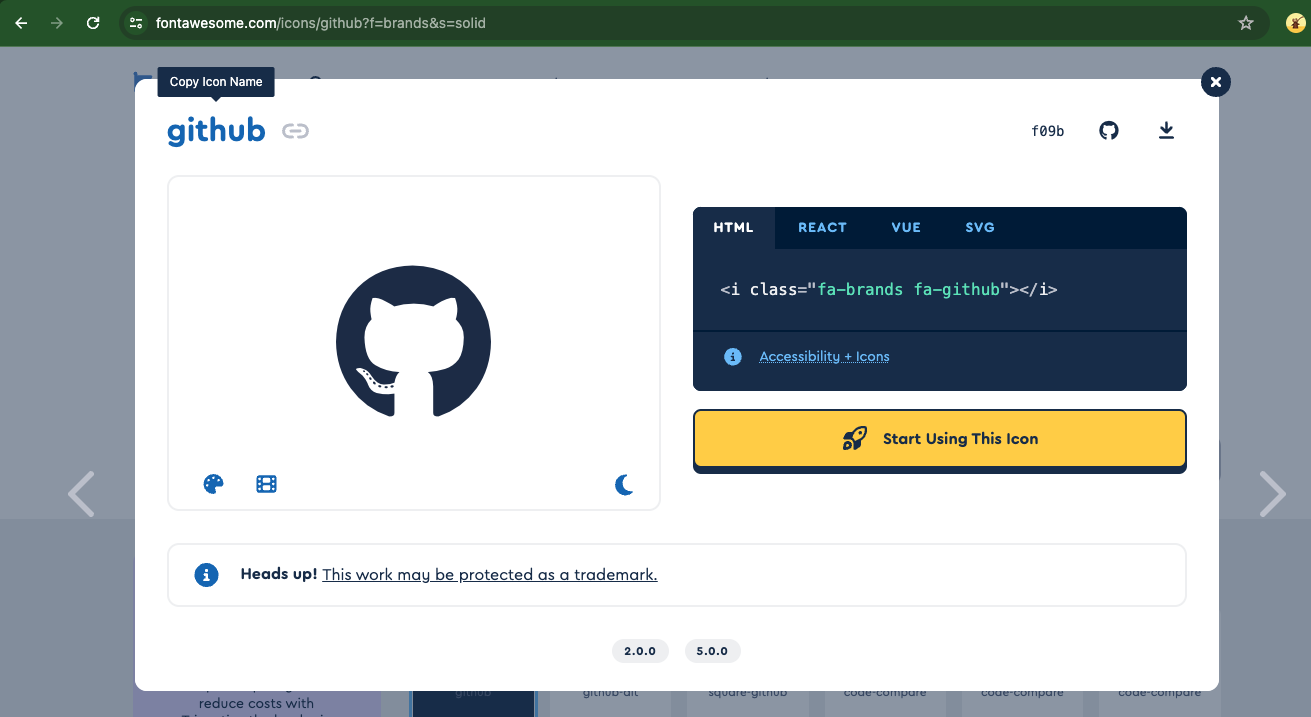 fontawesome.com/icons/github?f=brands&s=solid
Copy Icon Name
github
f09b
HTML REACT VUE SVG
<i class="fa-brands fa-github"></i>
Accessibility + Icons
Start Using This Icon
Heads up! This work may be protected as a trademark.
2.0.0 5.0.0
github github-alt square-github code-compare code-compare code-compare
reduce costs with